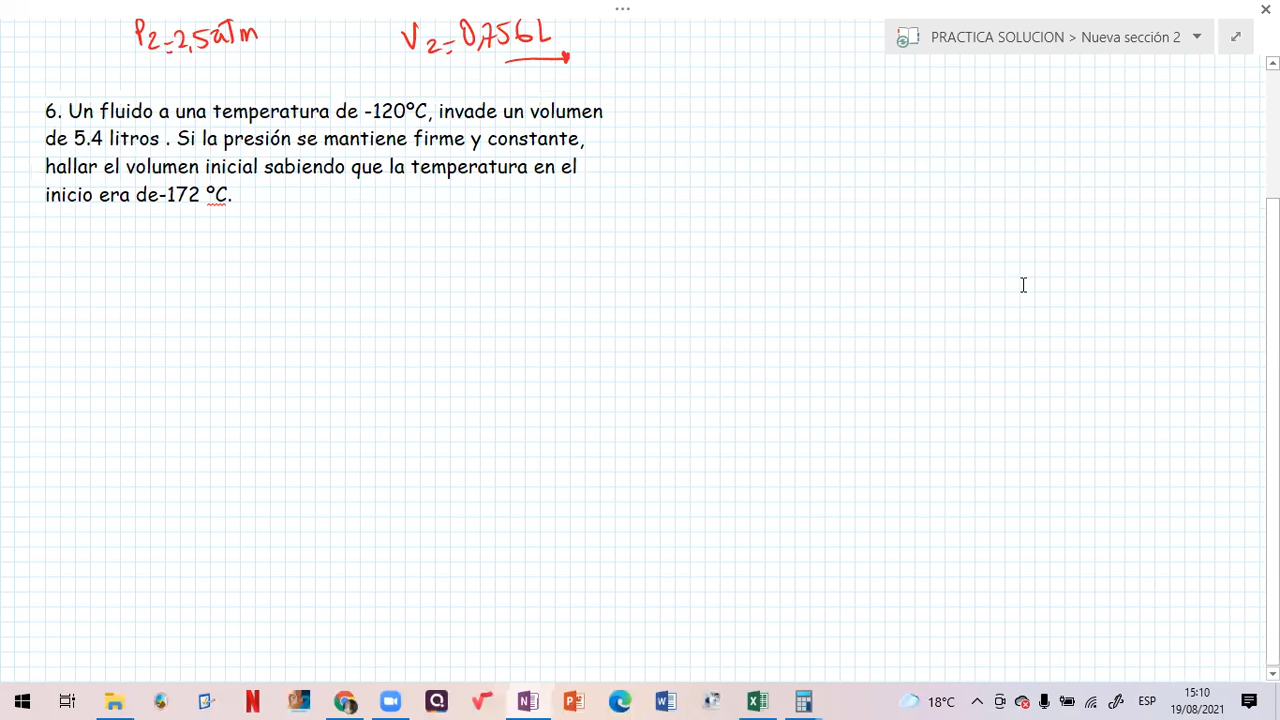 P2=2,5aTm V2=0,756L
PRACTICA SOLUCION > Nueva sección 2
6. Un fluido a una temperatura de -120ºC, invade un volumen
de 5.4 litros . Si la presión se mantiene firme y constante,
hallar el volumen inicial sabiendo que la temperatura en el
inicio era de-172 ºC.
18°C ESP 15:10
19/08/2021